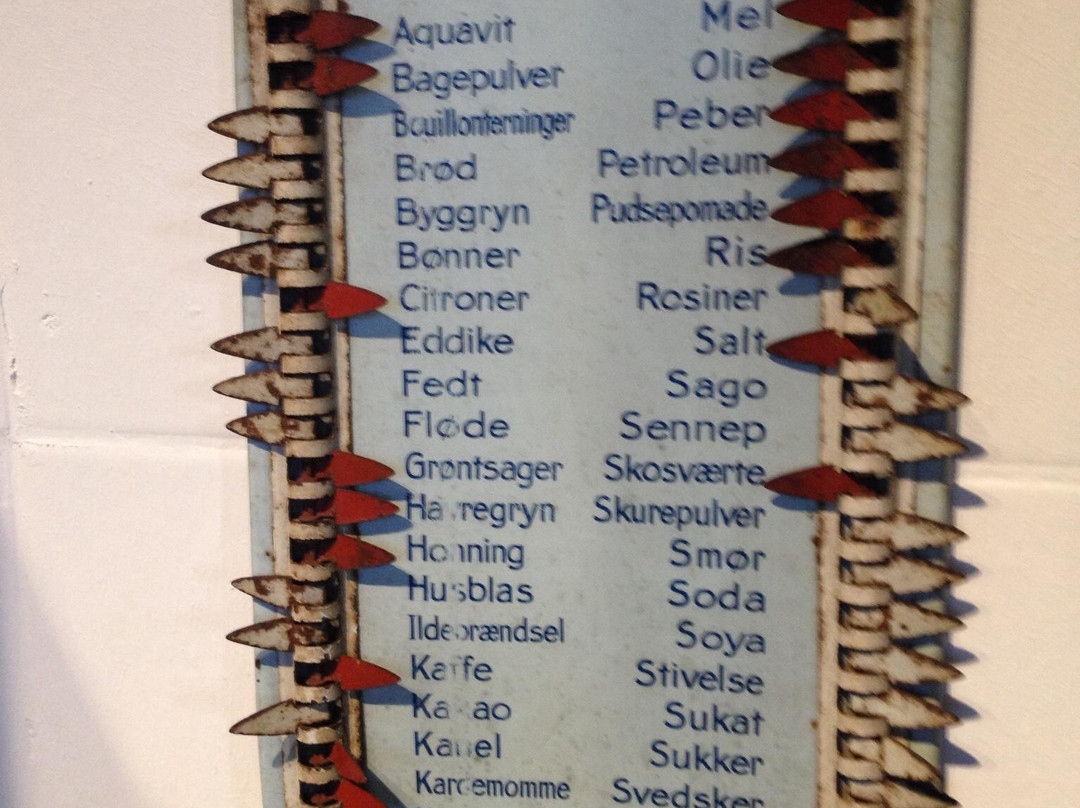 Aquavit
Bagepulver
Bouillonterninger
Brød
Byggryn
Bønner
Citroner
Eddike
Fedt
Fløde
Grøntsager
Havregryn
Honning
Husblas
Ildebrændsel
Kaffe
Kakao
Kanel
Kardemomme
Mel
Olie
Peber
Petroleum
Pudsepomade
Ris
Rosiner
Salt
Sago
Sennep
Skosværte
Skurepulver
Smør
Soda
Soya
Stivelse
Sukat
Sukker
Svedsker